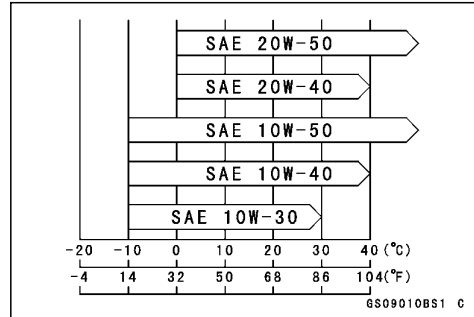 SAE 20W-50
SAE 20W-40
SAE 10W-50
SAE 10W-40
SAE 10W-30
-20 -10 0 10 20 30 40 (°C)
-4 14 32 50 68 86 104 (°F)
GS09010BS1 C